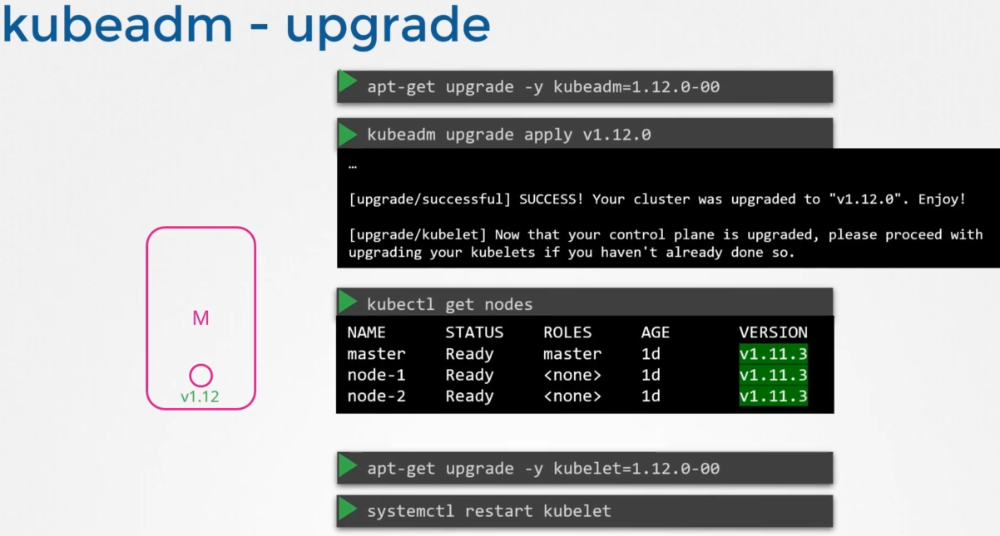 kubeadm - upgrade
apt-get upgrade -y kubeadm=1.12.0-00
kubeadm upgrade apply v1.12.0
…
[upgrade/successful] SUCCESS! Your cluster was upgraded to "v1.12.0". Enjoy!
[upgrade/kubelet] Now that your control plane is upgraded, please proceed with
upgrading your kubelets if you haven't already done so.
kubectl get nodes
NAME STATUS ROLES AGE VERSION
master Ready master 1d v1.11.3
node-1 Ready <none> 1d v1.11.3
node-2 Ready <none> 1d v1.11.3
M
v1.12
apt-get upgrade -y kubelet=1.12.0-00
systemctl restart kubelet